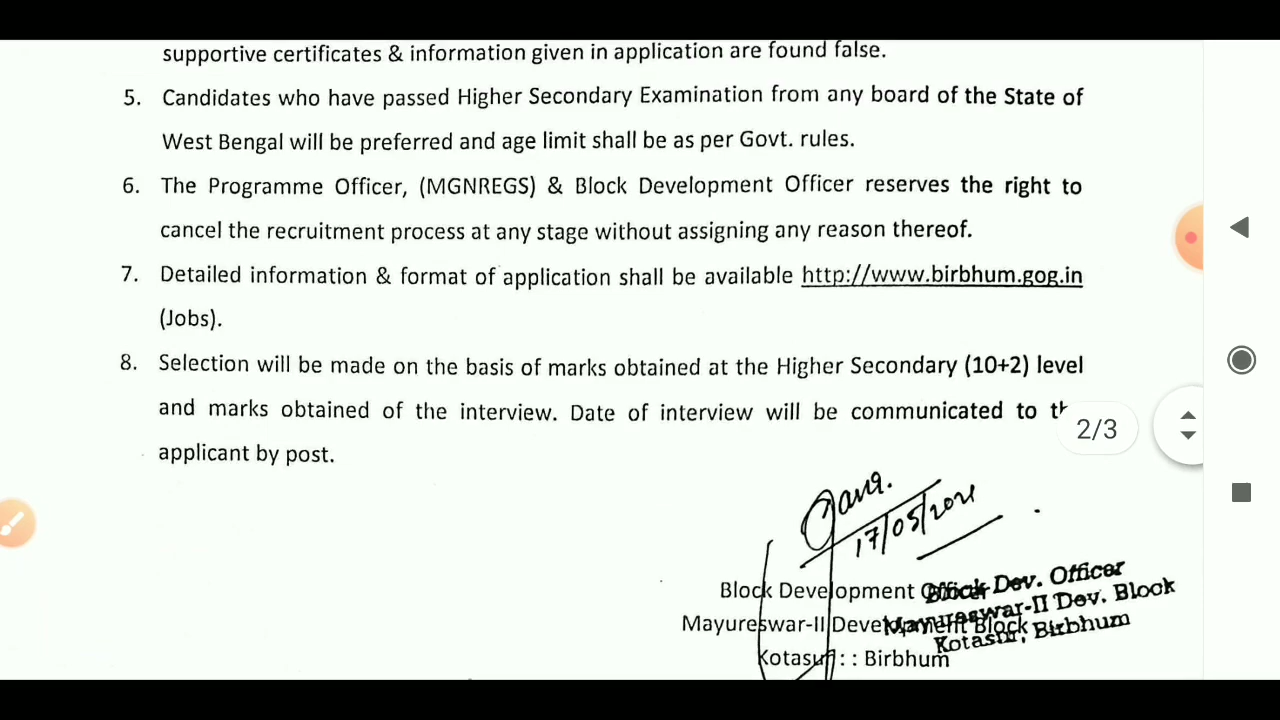 supportive certificates & information given in application are found false.
5. Candidates who have passed Higher Secondary Examination from any board of the State of
West Bengal will be preferred and age limit shall be as per Govt. rules.
6. The Programme Officer, (MGNREGS) & Block Development Officer reserves the right to
cancel the recruitment process at any stage without assigning any reason thereof.
7. Detailed information & format of application shall be available http://www.birbhum.gog.in
(Jobs).
8. Selection will be made on the basis of marks obtained at the Higher Secondary (10+2) level
and marks obtained of the interview. Date of interview will be communicated to
applicant by post.
2/3
17/05/2021
Block Development Officer
Mayureswar-II Development Block
Kotasur : : Birbhum
Block Dev. Officer
Mayureswar-II Dev. Block
Kotasur, Birbhum